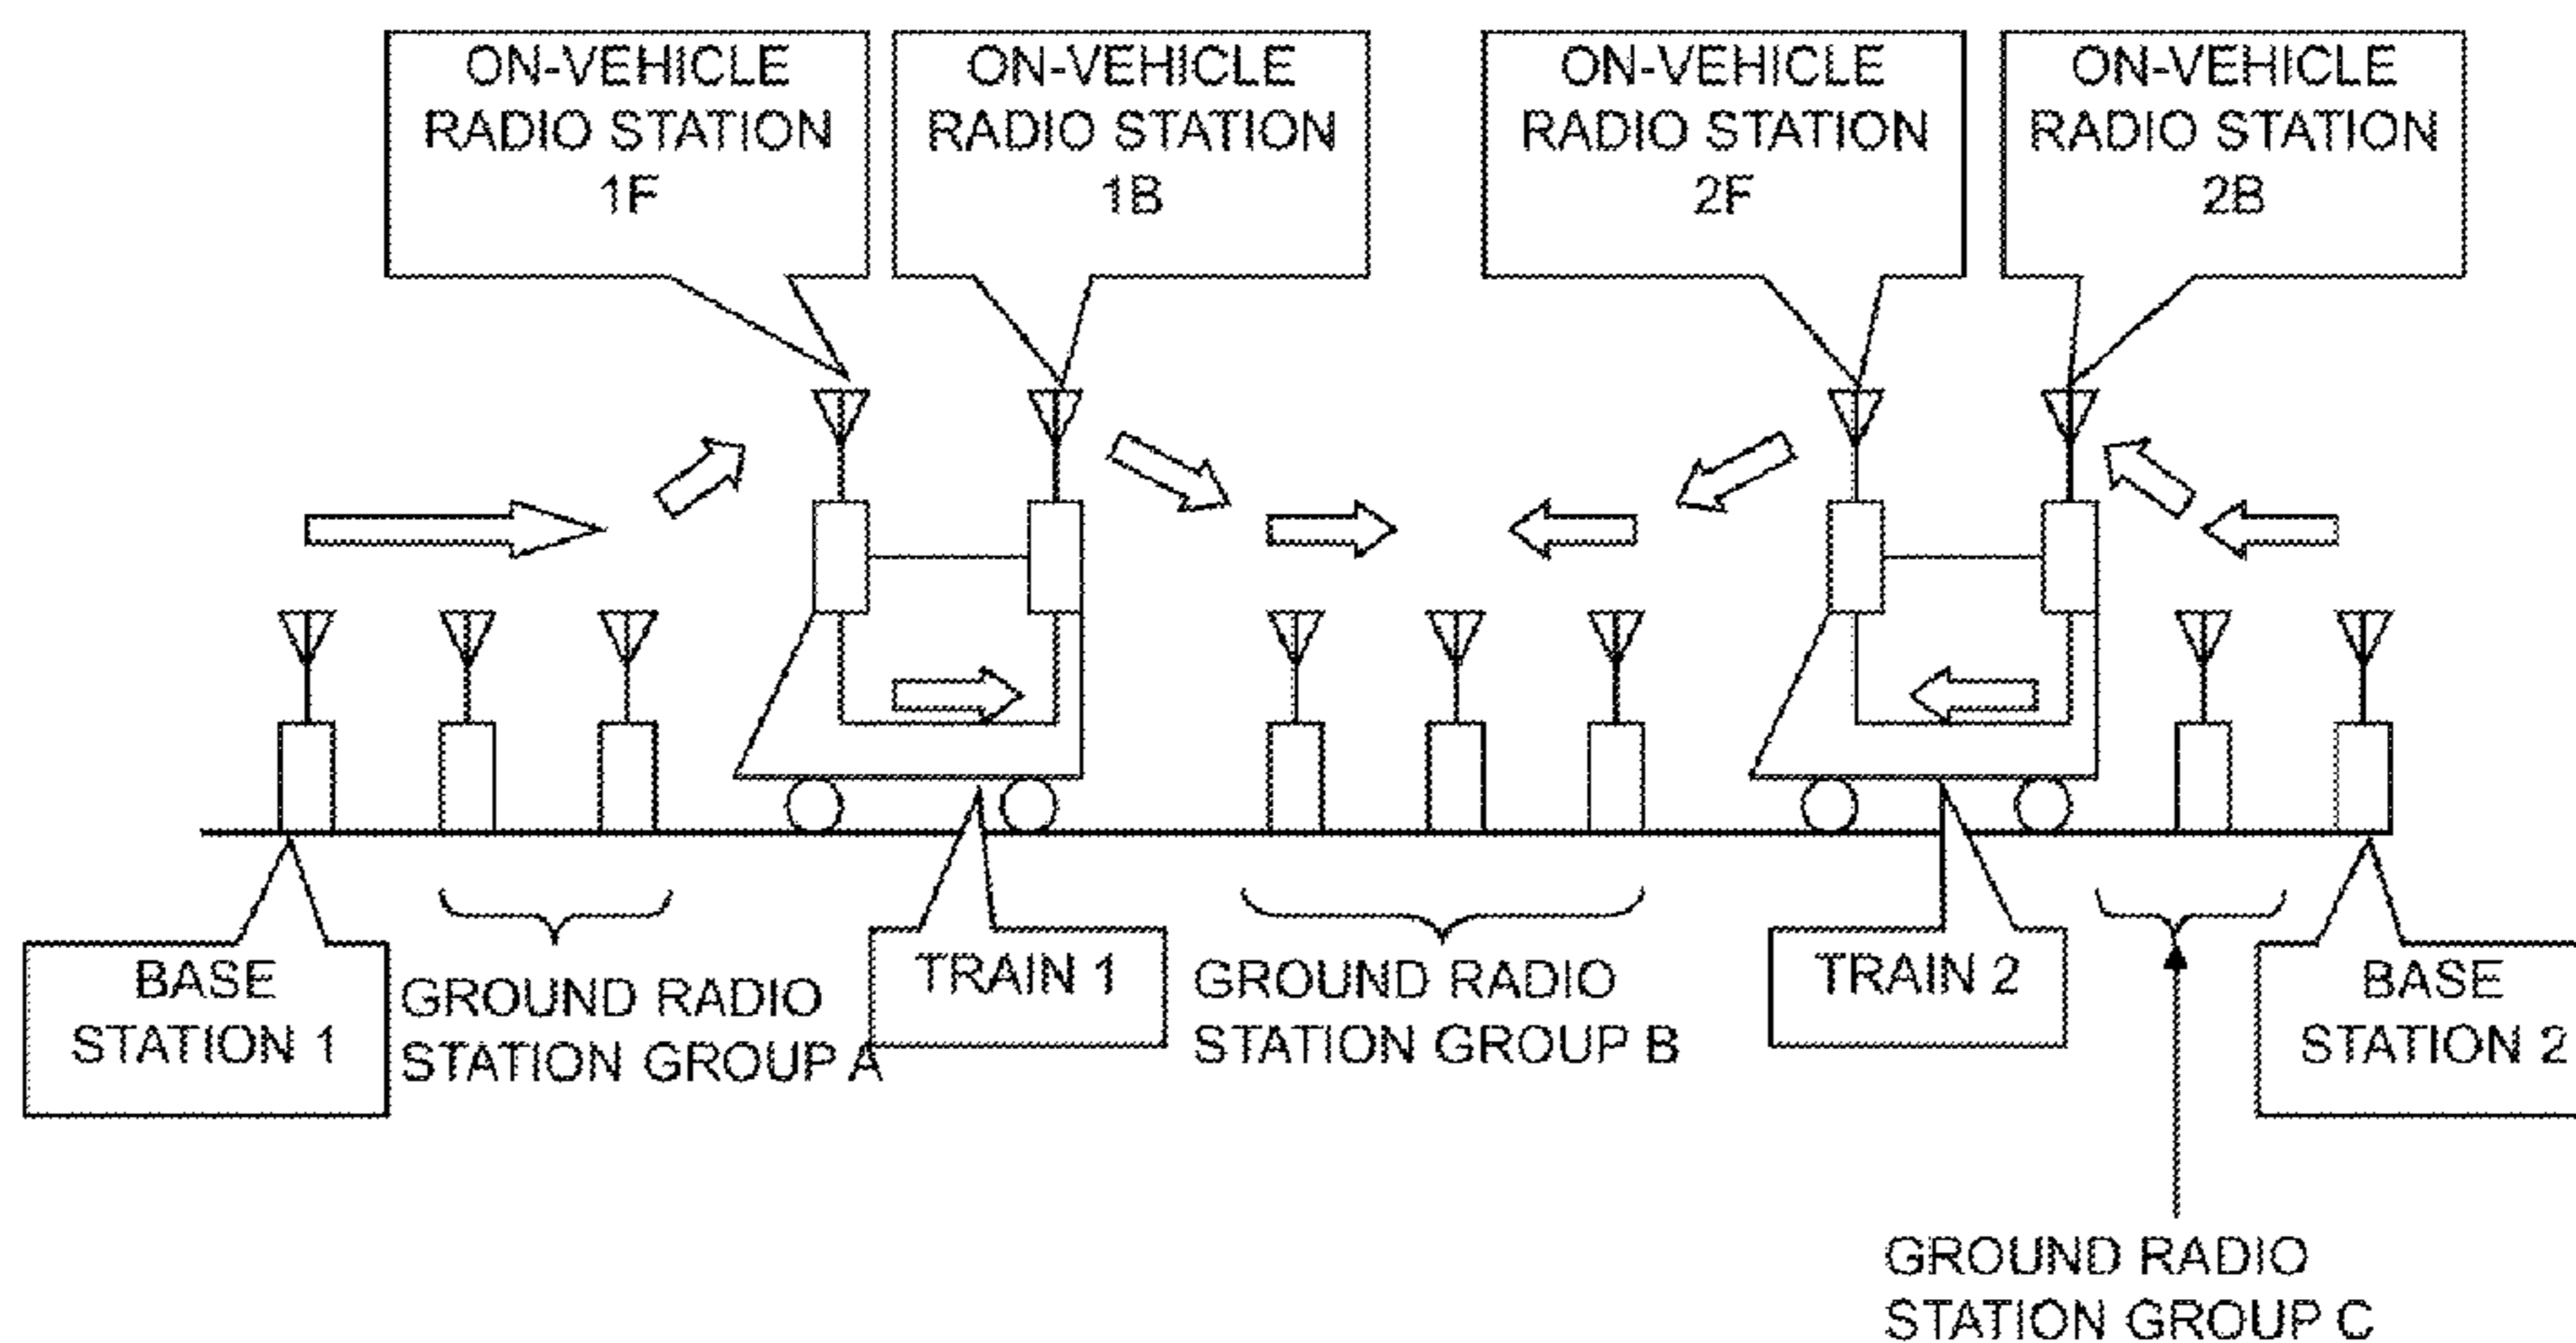 ON-VEHICLE
RADIO STATION
1F
ON-VEHICLE
RADIO STATION
1B
ON-VEHICLE
RADIO STATION
2F
ON-VEHICLE
RADIO STATION
2B
BASE
STATION 1
GROUND RADIO
STATION GROUP A
TRAIN 1
GROUND RADIO
STATION GROUP B
TRAIN 2
BASE
STATION 2
GROUND RADIO
STATION GROUP C